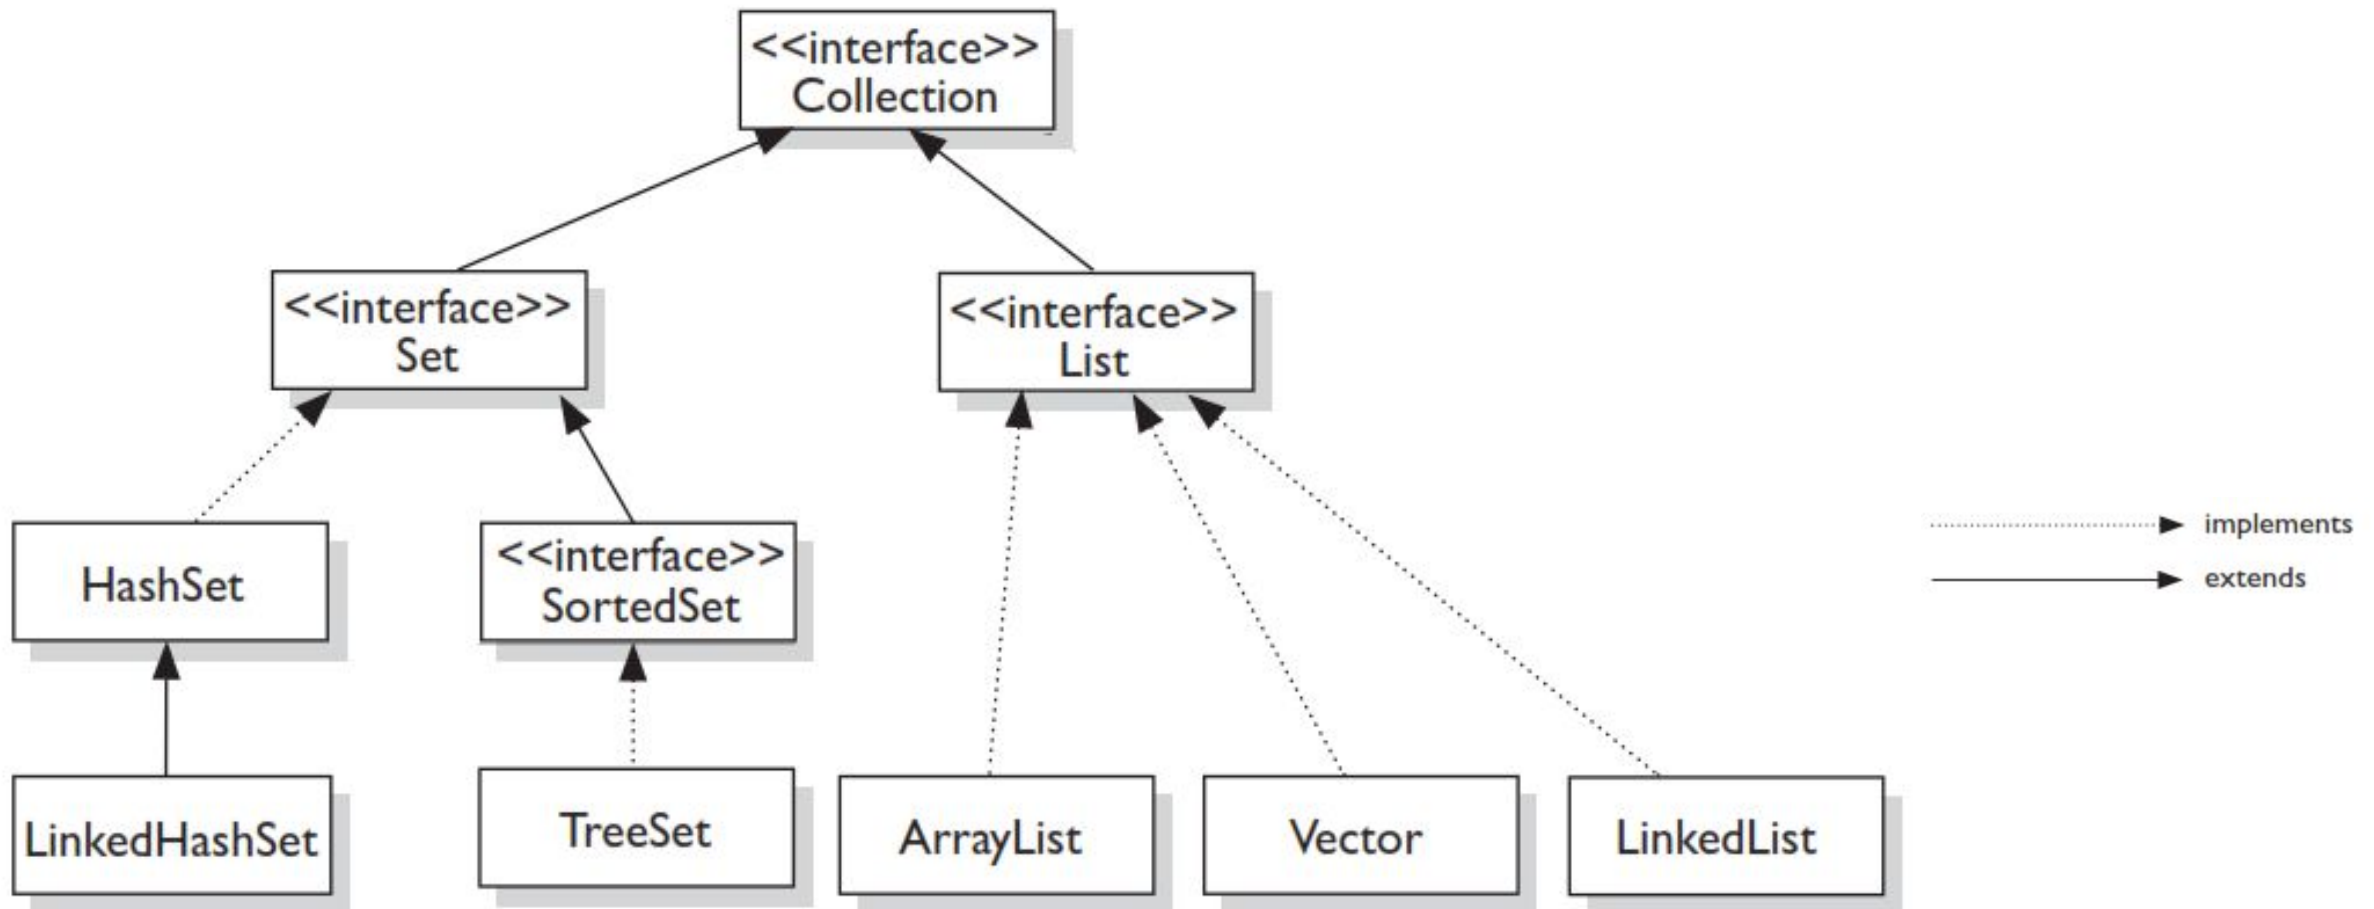 <<interface>>
Collection
<<interface>>
Set
<<interface>>
List
HashSet
<<interface>>
SortedSet
implements
extends
LinkedHashSet
TreeSet
ArrayList
Vector
LinkedList